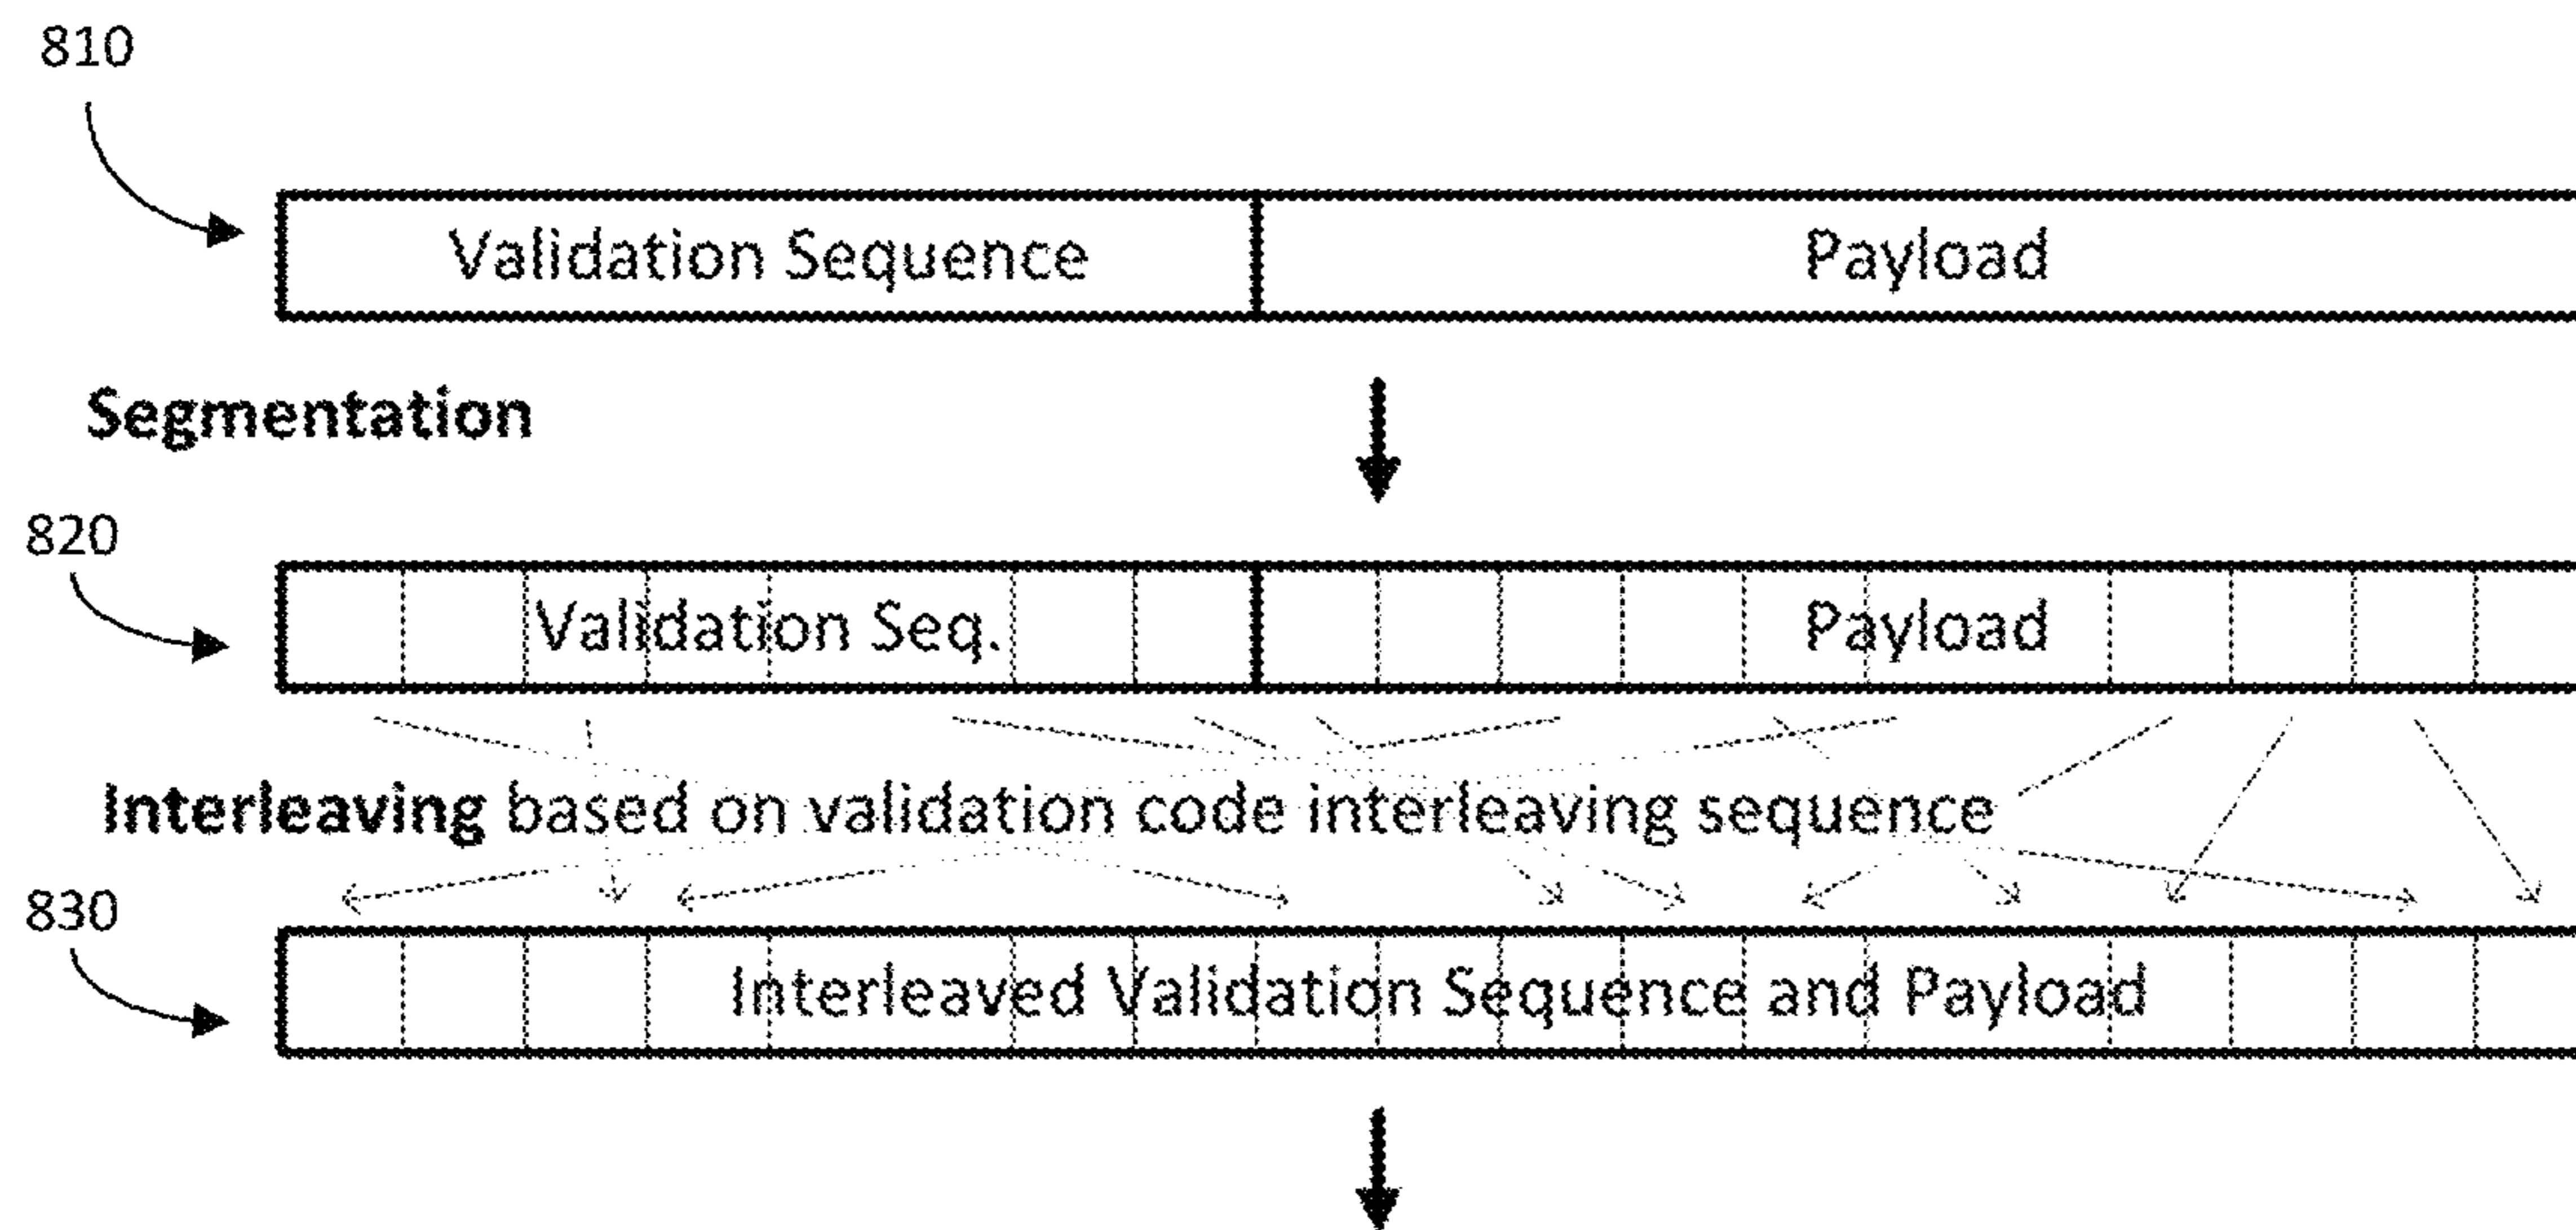 810
Validation Sequence Payload
Segmentation
820
Validation Seq. Payload
Interleaving based on validation code interleaving sequence
830
Interleaved Validation Sequence and Payload